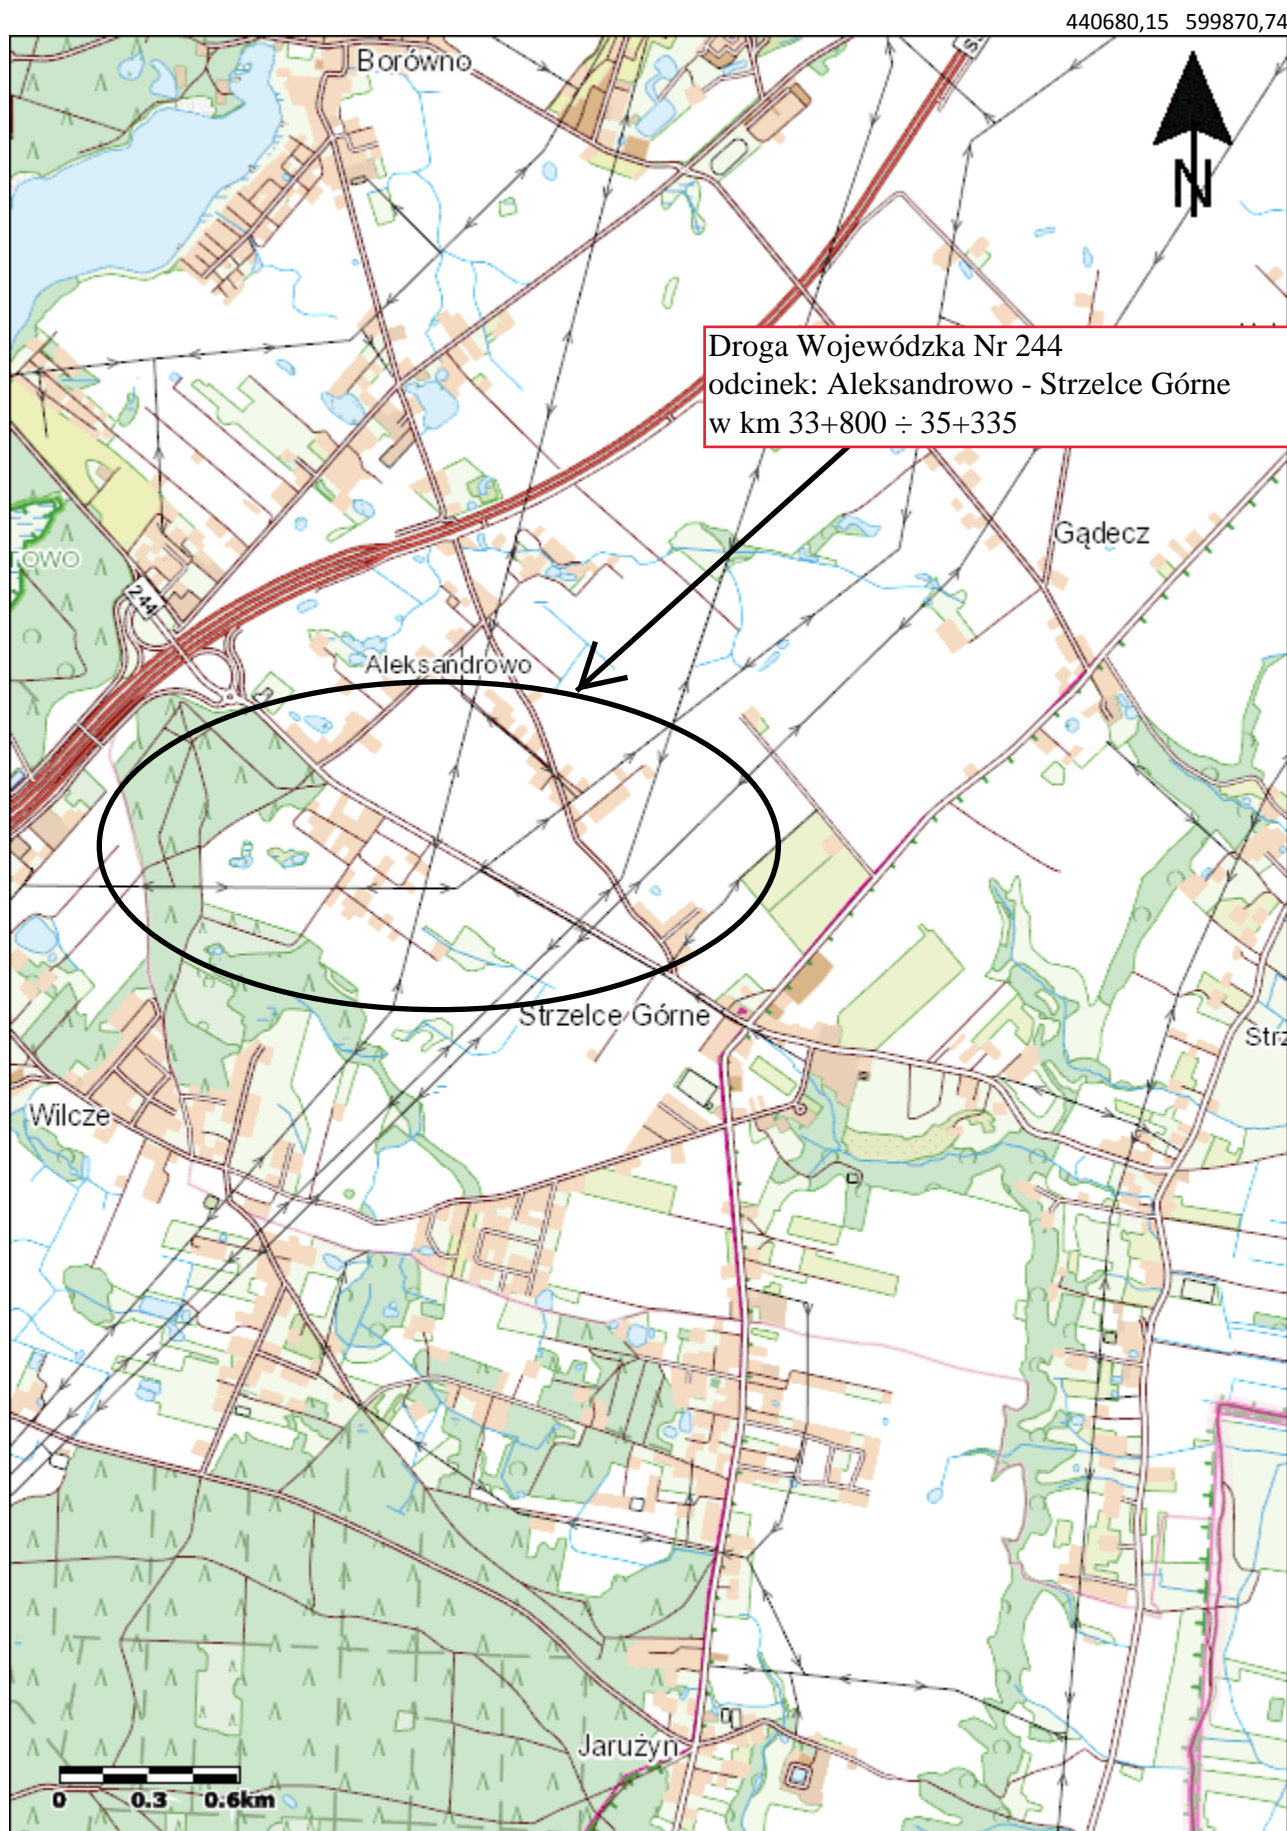 440680,15 599870,74
Borówno
N
Droga Wojewódzka Nr 244
odcinek: Aleksandrowo - Strzelce Górne
w km 33+800 ÷ 35+335
Gądecz
244
Aleksandrowo
Strzelce Górne
Wilcze
Jarużyn
0 0.3 0.6km